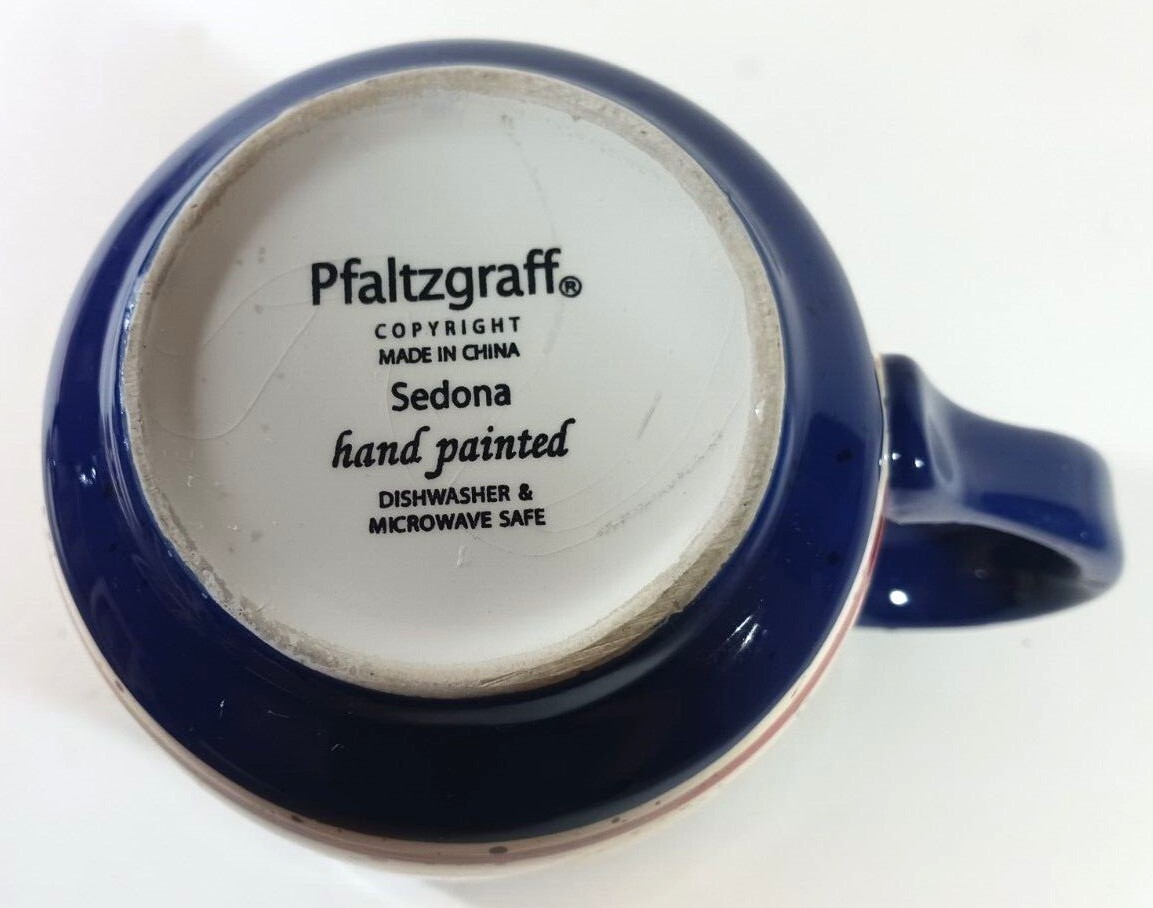 Pfaltzgraff®
COPYRIGHT
MADE IN CHINA
Sedona
hand painted
DISHWASHER &
MICROWAVE SAFE